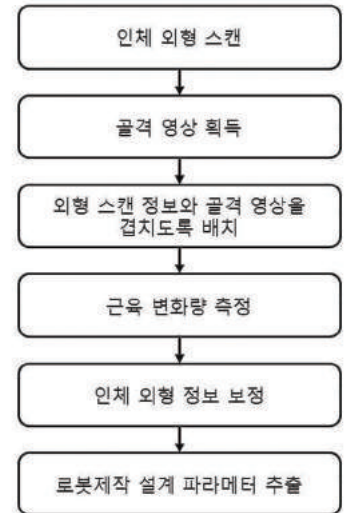 인체 외형 스캔
골격 영상 획득
외형 스캔 정보와 골격 영상을
겹치도록 배치
근육 변화량 측정
인체 외형 정보 보정
로봇제작 설계 파라메터 추출